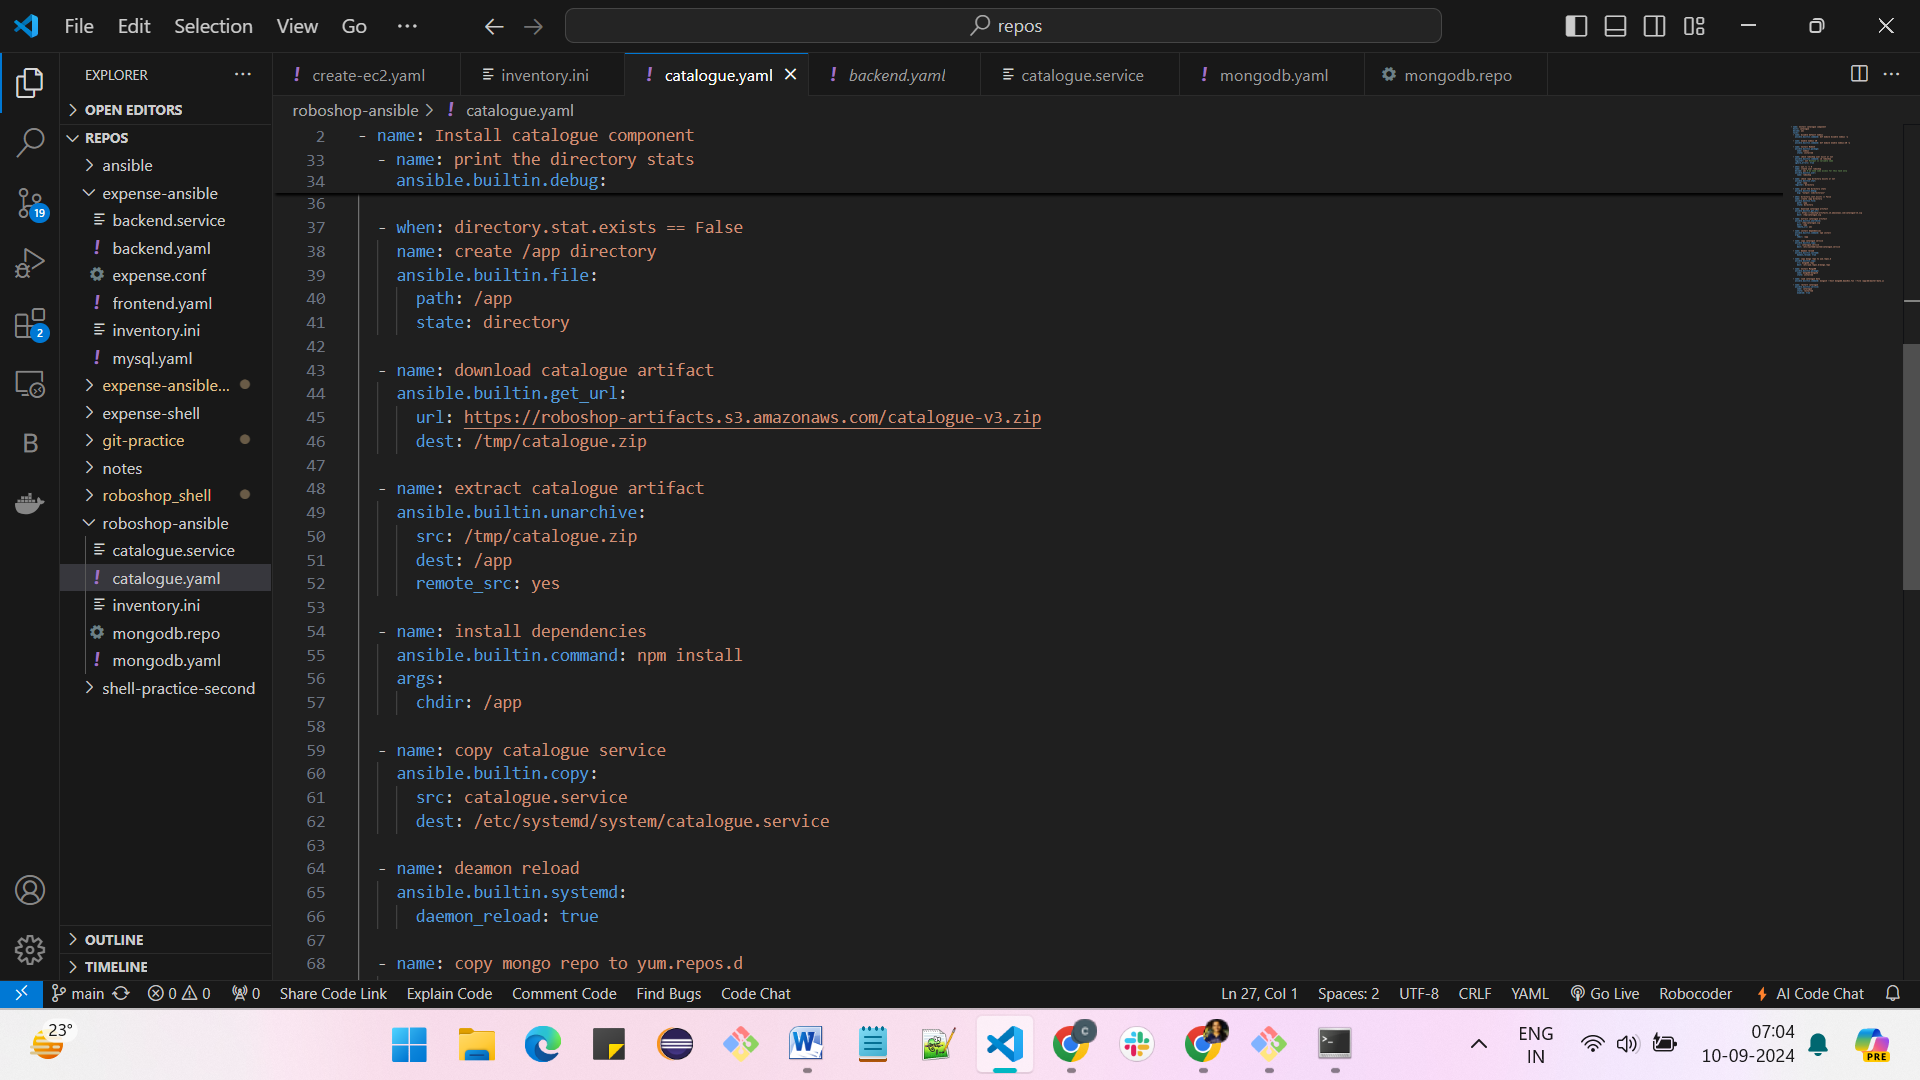 File Edit Selection View Go ··· repos
EXPLORER ···
create-ec2.yaml inventory.ini catalogue.yaml backend.yaml catalogue.service mongodb.yaml mongodb.repo ···
OPEN EDITORS
REPOS
ansible
expense-ansible
backend.service
backend.yaml
expense.conf
frontend.yaml
inventory.ini
mysql.yaml
expense-ansible...
expense-shell
git-practice
notes
roboshop_shell
roboshop-ansible
catalogue.service
catalogue.yaml
inventory.ini
mongodb.repo
mongodb.yaml
shell-practice-second
OUTLINE
TIMELINE
19
2
B
roboshop-ansible > ! catalogue.yaml
2 - name: Install catalogue component
33 - name: print the directory stats
34 ansible.builtin.debug:
36
37 - when: directory.stat.exists == False
38 name: create /app directory
39 ansible.builtin.file:
40 path: /app
41 state: directory
42
43 - name: download catalogue artifact
44 ansible.builtin.get_url:
45 url: https://roboshop-artifacts.s3.amazonaws.com/catalogue-v3.zip
46 dest: /tmp/catalogue.zip
47
48 - name: extract catalogue artifact
49 ansible.builtin.unarchive:
50 src: /tmp/catalogue.zip
51 dest: /app
52 remote_src: yes
53
54 - name: install dependencies
55 ansible.builtin.command: npm install
56 args:
57 chdir: /app
58
59 - name: copy catalogue service
60 ansible.builtin.copy:
61 src: catalogue.service
62 dest: /etc/systemd/system/catalogue.service
63
64 - name: deamon reload
65 ansible.builtin.systemd:
66 daemon_reload: true
67
68 - name: copy mongo repo to yum.repos.d
main 0 0 0 Share Code Link Explain Code Comment Code Find Bugs Code Chat Ln 27, Col 1 Spaces: 2 UTF-8 CRLF YAML Go Live Robocoder AI Code Chat
23° ENG 07:04
IN 10-09-2024
PRE